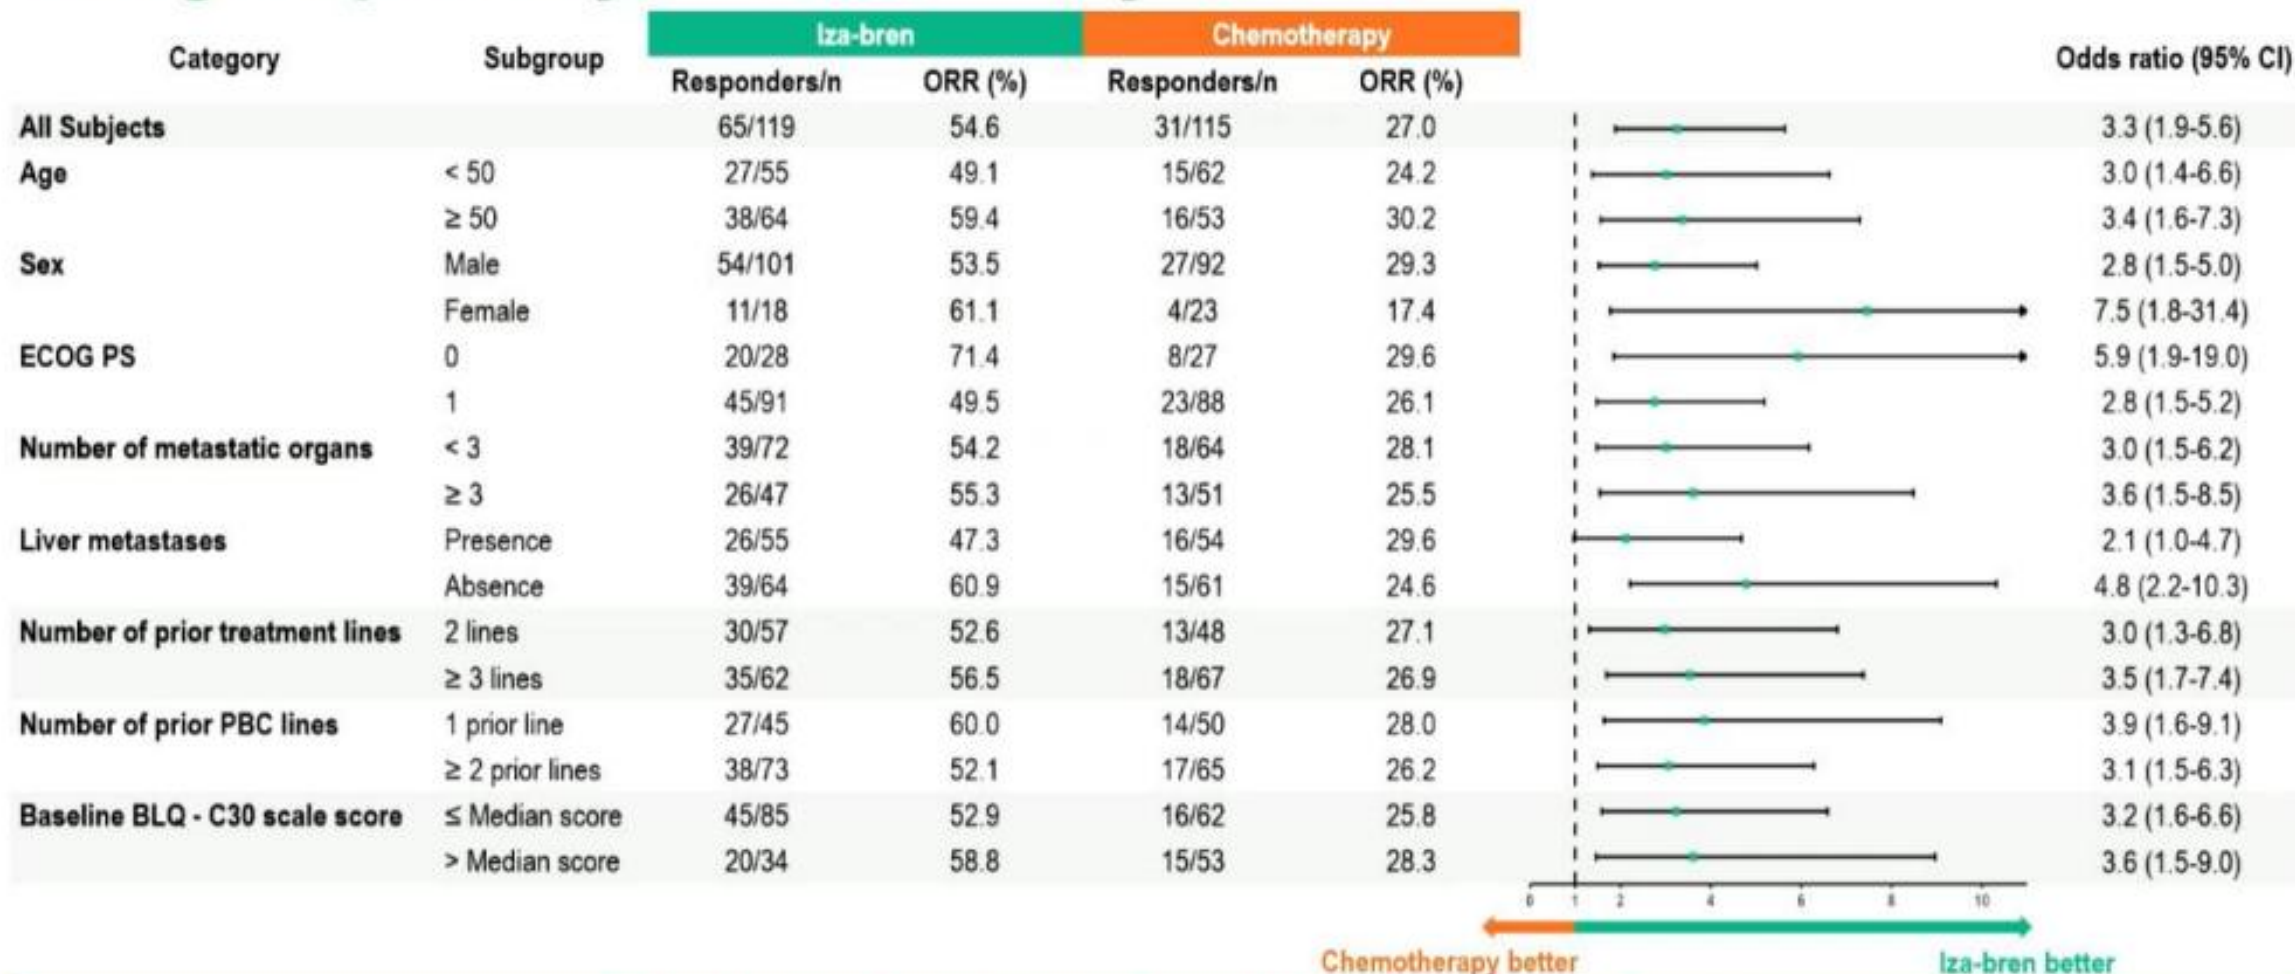 Iza-bren Chemotherapy
Category Subgroup Responders/n ORR (%) Responders/n ORR (%) Odds ratio (95% CI)
All Subjects 65/119 54.6 31/115 27.0 3.3 (1.9-5.6)
Age < 50 27/55 49.1 15/62 24.2 3.0 (1.4-6.6)
≥ 50 38/64 59.4 16/53 30.2 3.4 (1.6-7.3)
Sex Male 54/101 53.5 27/92 29.3 2.8 (1.5-5.0)
Female 11/18 61.1 4/23 17.4 7.5 (1.8-31.4)
ECOG PS 0 20/28 71.4 8/27 29.6 5.9 (1.9-19.0)
1 45/91 49.5 23/88 26.1 2.8 (1.5-5.2)
Number of metastatic organs < 3 39/72 54.2 18/64 28.1 3.0 (1.5-6.2)
≥ 3 26/47 55.3 13/51 25.5 3.6 (1.5-8.5)
Liver metastases Presence 26/55 47.3 16/54 29.6 2.1 (1.0-4.7)
Absence 39/64 60.9 15/61 24.6 4.8 (2.2-10.3)
Number of prior treatment lines 2 lines 30/57 52.6 13/48 27.1 3.0 (1.3-6.8)
≥ 3 lines 35/62 56.5 18/67 26.9 3.5 (1.7-7.4)
Number of prior PBC lines 1 prior line 27/45 60.0 14/50 28.0 3.9 (1.6-9.1)
≥ 2 prior lines 38/73 52.1 17/65 26.2 3.1 (1.5-6.3)
Baseline BLQ - C30 scale score ≤ Median score 45/85 52.9 16/62 25.8 3.2 (1.6-6.6)
> Median score 20/34 58.8 15/53 28.3 3.6 (1.5-9.0)
0 1 2 4 6 8 10
Chemotherapy better Iza-bren better